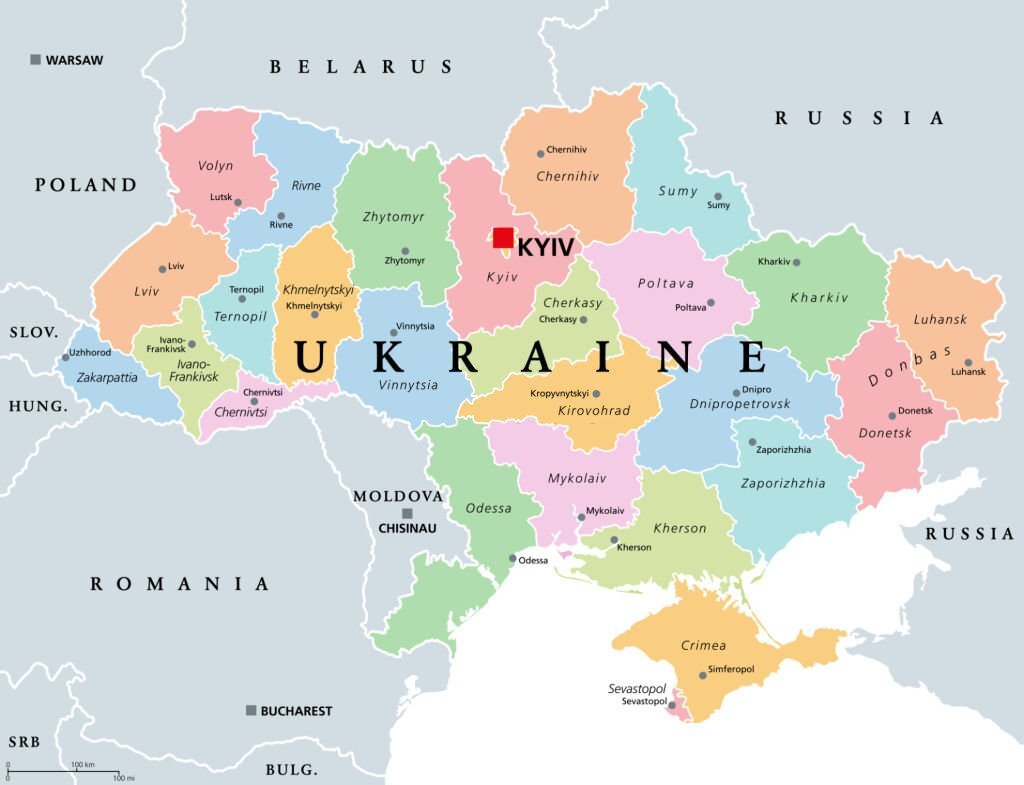 WARSAW
BELARUS
RUSSIA
POLAND
Volyn
Lutsk
Rivne
Rivne
Zhytomyr
Zhytomyr
KYIV
Kyiv
Chernihiv
Chernihiv
Sumy
Sumy
Lviv
Lviv
Ternopil
Ternopil
Khmelnytskyi
Khmelnytskyi
Cherkasy
Cherkasy
Poltava
Poltava
Kharkiv
Kharkiv
Luhansk
Luhansk
Donbas
SLOV.
Uzhhorod
Zakarpattia
Ivano-
Frankivsk
Ivano-
Frankivsk
Chernivtsi
Chernivtsi
UKRAINE
Vinnytsia
Vinnytsia
Kropyvnytskyi
Kirovohrad
Dnipro
Dnipropetrovsk
Donetsk
Donetsk
HUNG.
Zaporizhzhia
Zaporizhzhia
Mykolaiv
Mykolaiv
MOLDOVA
CHISINAU
Odessa
Odessa
Kherson
Kherson
RUSSIA
ROMANIA
Crimea
Simferopol
Sevastopol
Sevastopol
BUCHAREST
SRB
BULG.
0 100 km
0 100 mi